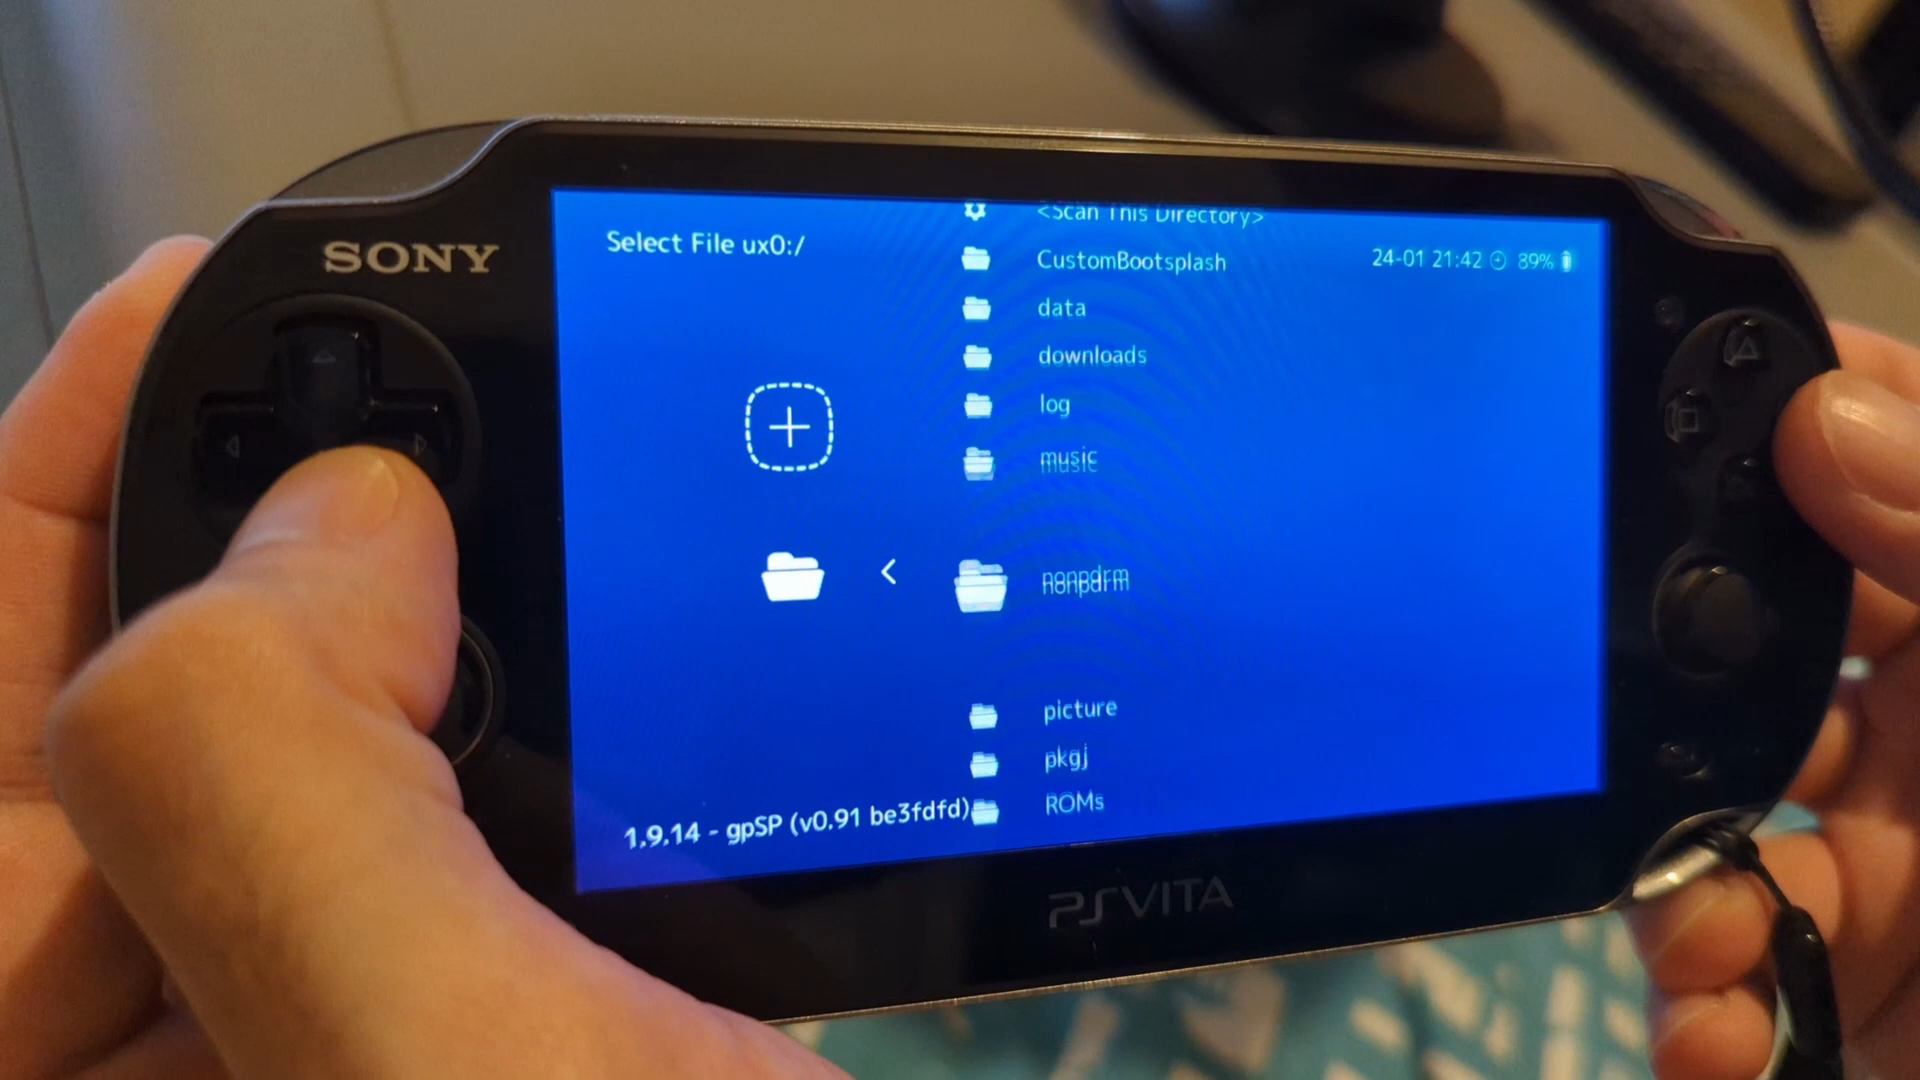 SONY
Select File ux0:/
<Scan This Directory>
CustomBootsplash
24-01 21:42 89%
data
downloads
log
music
nonpdrm
picture
pkgj
ROMs
1.9.14 - gpSP (v0.91 be3fdfd)
PSVITA